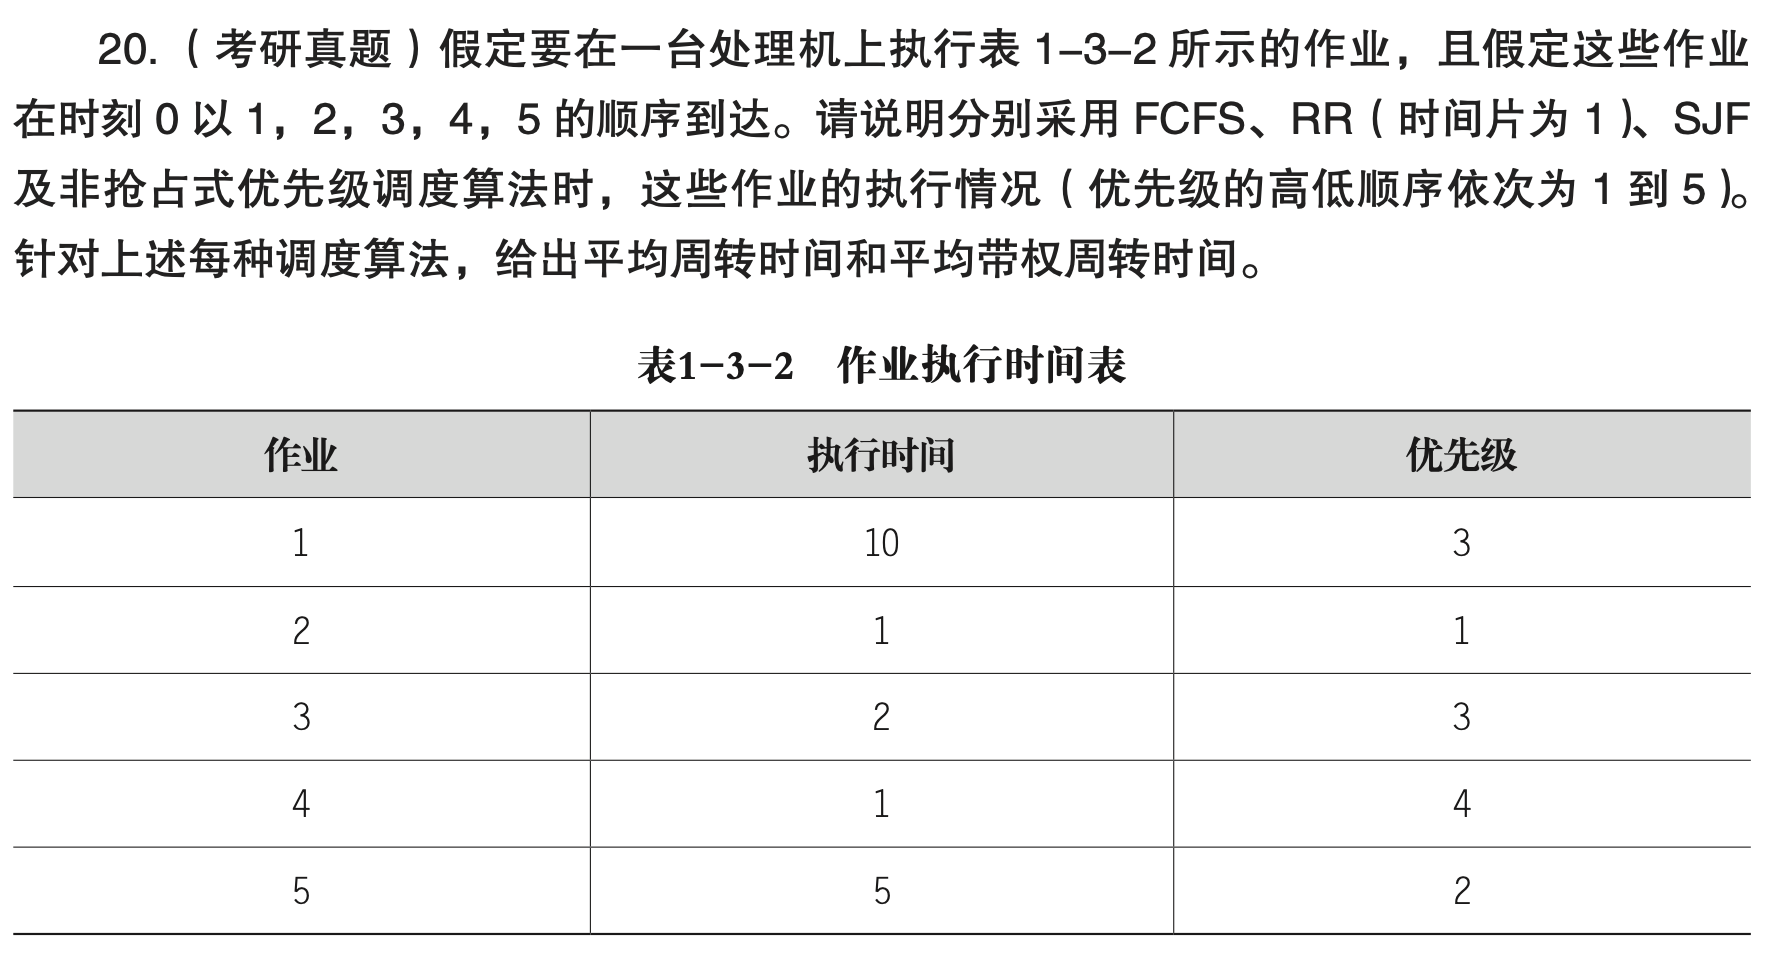 20.（考研真题）假定要在一台处理机上执行表 1-3-2 所示的作业，且假定这些作业
在时刻 0 以 1，2，3，4，5 的顺序到达。请说明分别采用 FCFS、RR（时间片为 1）、SJF
及非抢占式优先级调度算法时，这些作业的执行情况（优先级的高低顺序依次为 1 到 5）。
针对上述每种调度算法，给出平均周转时间和平均带权周转时间。
表1-3-2 作业执行时间表
作业 执行时间 优先级
1 10 3
2 1 1
3 2 3
4 1 4
5 5 2